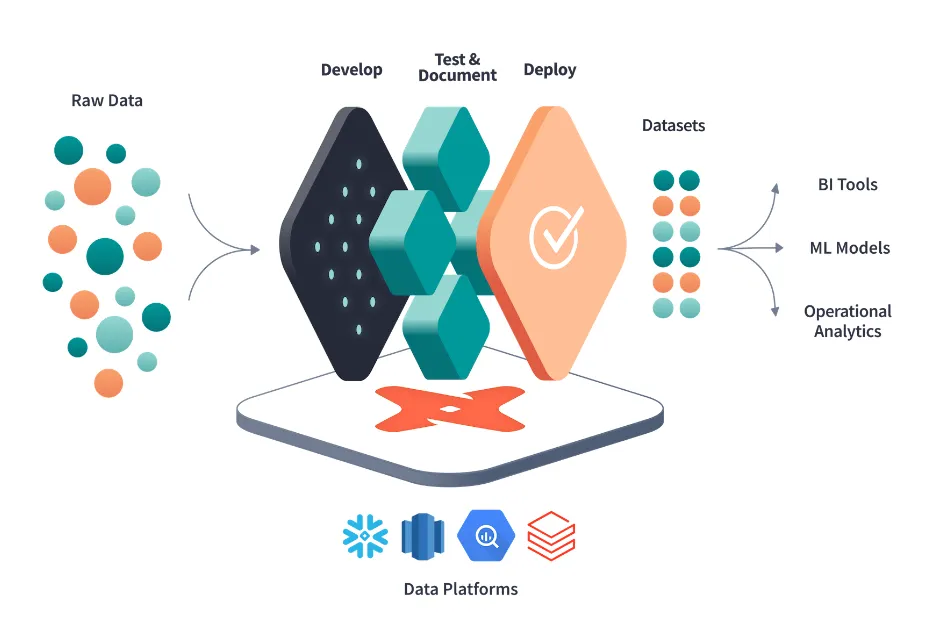 Raw Data
Develop
Test &
Document
Deploy
Datasets
BI Tools
ML Models
Operational
Analytics
Data Platforms